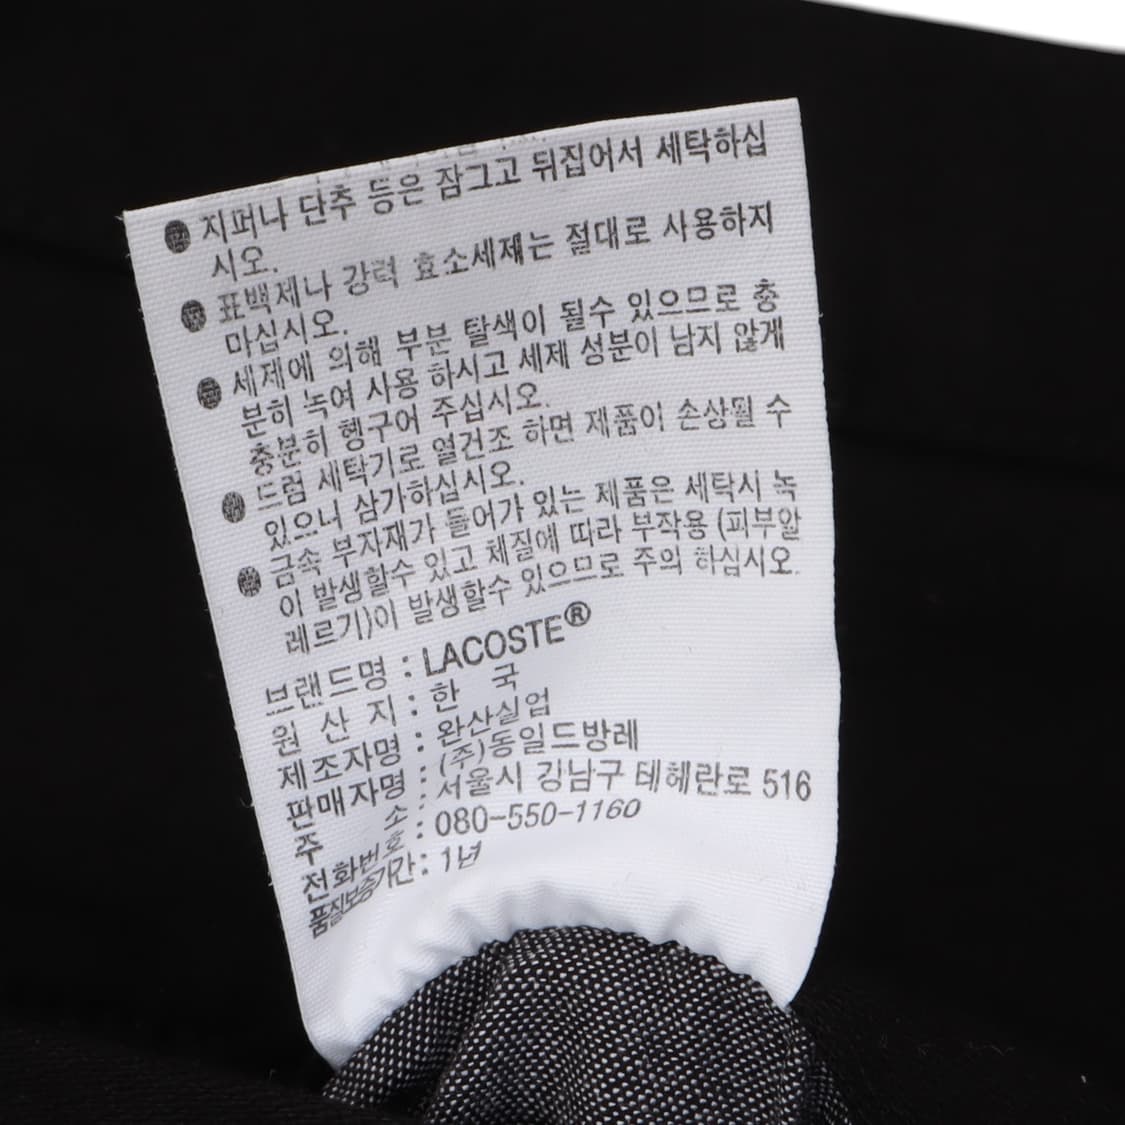 ● 지퍼나 단추 등은 잠그고 뒤집어서 세탁하십
시오.
● 표백제나 강력 효소세재는 절대로 사용하지
마십시오.
● 세제에 의해 부분 탈색이 될수 있으므로 충
분히 녹여 사용 하시고 세제 성분이 남지 않게
충분히 헹구어 주십시오.
● 드럼 세탁기로 열건조 하면 제품이 손상될 수
있으니 삼가하십시오.
● 금속 부자재가 들어가 있는 제품은 세탁시 녹
이 발생할수 있고 체질에 따라 부작용 (피부알
레르기)이 발생할수 있으므로 주의 하십시오.
브랜드명 : LACOSTE®
원 산 지 : 한 국
제조자명 : 완산실업
판매자명 : (주)동일드방레
주 소 : 서울시 강남구 테헤란로 516
전화번호 : 080-550-1160
품질보증기간 : 1년